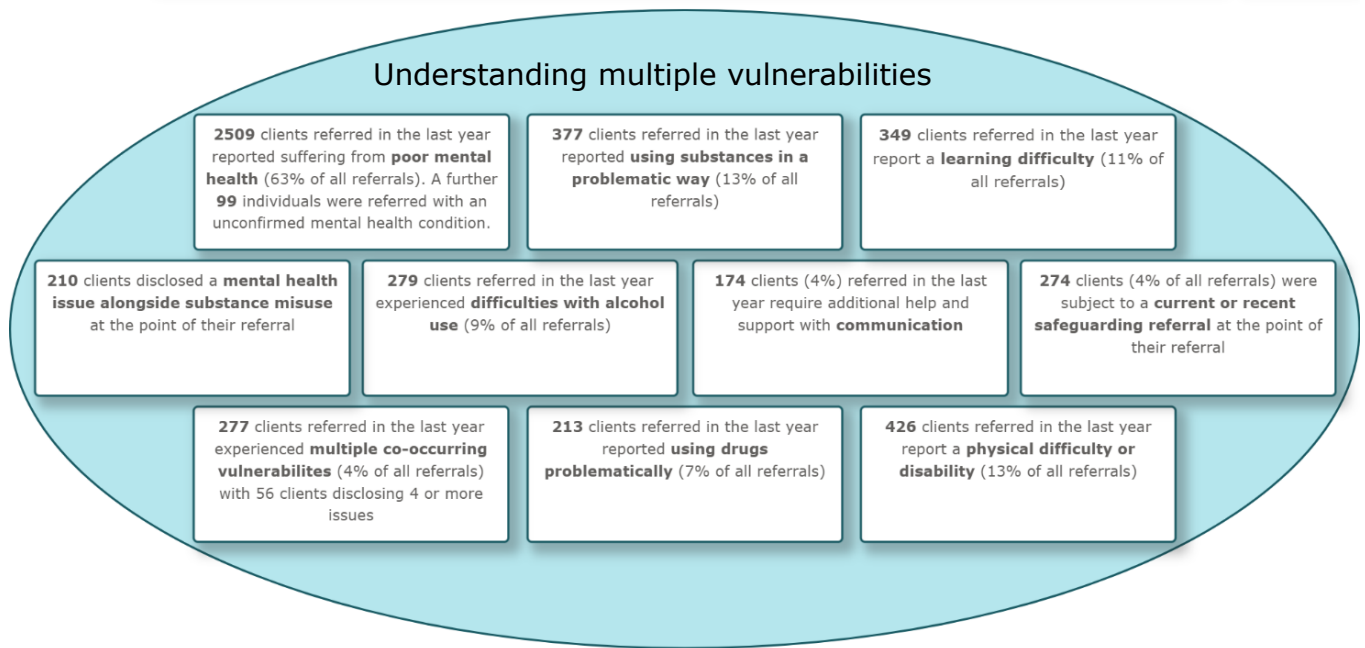 Understanding multiple vulnerabilities
2509 clients referred in the last year
reported suffering from poor mental
health (63% of all referrals). A further
99 individuals were referred with an
unconfirmed mental health condition.
377 clients referred in the last year
reported using substances in a
problematic way (13% of all
referrals)
349 clients referred in the last year
report a learning difficulty (11% of
all referrals)
210 clients disclosed a mental health
issue alongside substance misuse
at the point of their referral
279 clients referred in the last year
experienced difficulties with alcohol
use (9% of all referrals)
174 clients (4%) referred in the last
year require additional help and
support with communication
274 clients (4% of all referrals) were
subject to a current or recent
safeguarding referral at the point of
their referral
277 clients referred in the last year
experienced multiple co-occurring
vulnerabilites (4% of all referrals)
with 56 clients disclosing 4 or more
issues
213 clients referred in the last year
reported using drugs
problematically (7% of all referrals)
426 clients referred in the last year
report a physical difficulty or
disability (13% of all referrals)